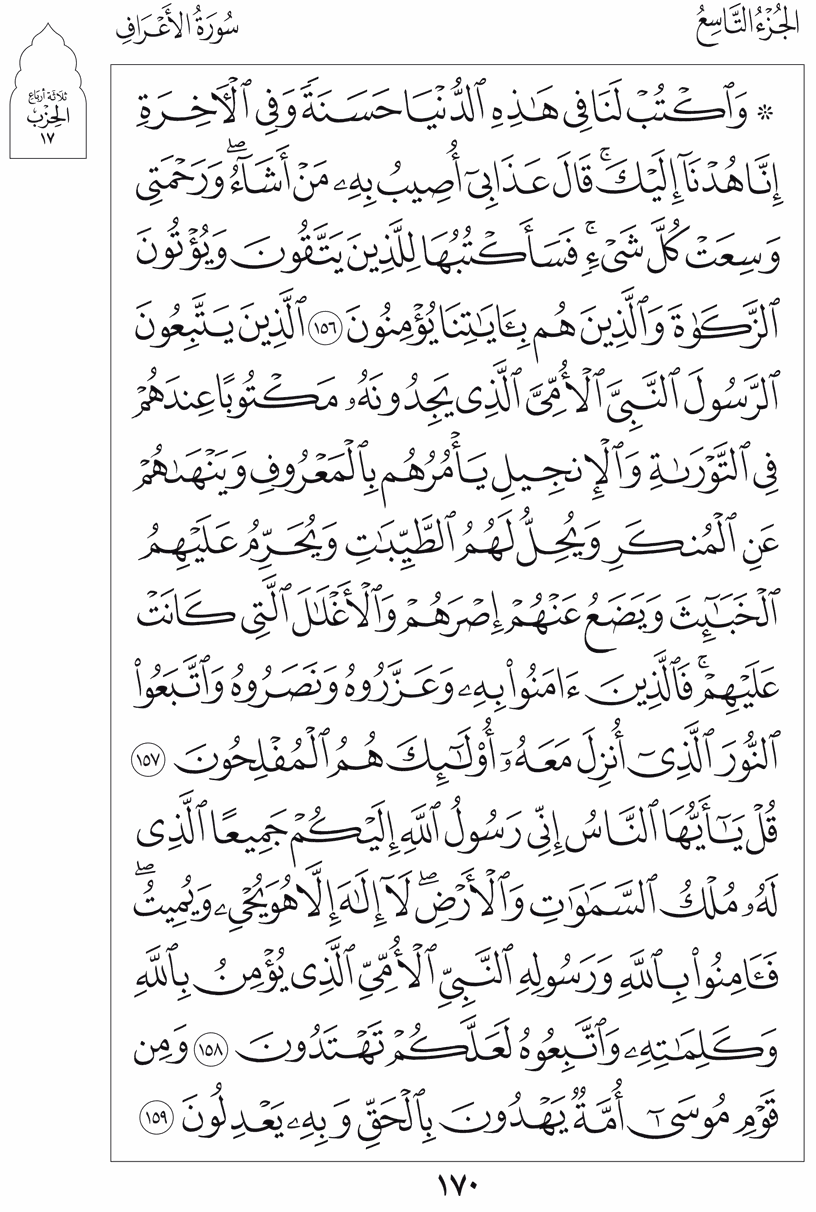 الجُزْءُ التَّاسِعُ
سُورَةُ الأَعْرَافِ
ثلاثة أرباع
الحِزْب
١٧
۞ وَٱكۡتُبۡ لَنَا فِي هَٰذِهِ ٱلدُّنۡيَا حَسَنَةٗ وَفِي ٱلۡأٓخِرَةِ
إِنَّا هُدۡنَآ إِلَيۡكَۚ قَالَ عَذَابِيٓ أُصِيبُ بِهِۦ مَنۡ أَشَآءُۖ وَرَحۡمَتِي
وَسِعَتۡ كُلَّ شَيۡءٖۚ فَسَأَكۡتُبُهَا لِلَّذِينَ يَتَّقُونَ وَيُؤۡتُونَ
ٱلزَّكَوٰةَ وَٱلَّذِينَ هُم بِـَٔايَٰتِنَا يُؤۡمِنُونَ ١٥٦ ٱلَّذِينَ يَتَّبِعُونَ
ٱلرَّسُولَ ٱلنَّبِيَّ ٱلۡأُمِّيَّ ٱلَّذِي يَجِدُونَهُۥ مَكۡتُوبًا عِندَهُمۡ
فِي ٱلتَّوۡرَىٰةِ وَٱلۡإِنجِيلِ يَأۡمُرُهُم بِٱلۡمَعۡرُوفِ وَيَنۡهَىٰهُمۡ
عَنِ ٱلۡمُنكَرِ وَيُحِلُّ لَهُمُ ٱلطَّيِّبَٰتِ وَيُحَرِّمُ عَلَيۡهِمُ
ٱلۡخَبَٰٓئِثَ وَيَضَعُ عَنۡهُمۡ إِصۡرَهُمۡ وَٱلۡأَغۡلَٰلَ ٱلَّتِي كَانَتۡ
عَلَيۡهِمۡۚ فَٱلَّذِينَ ءَامَنُواْ بِهِۦ وَعَزَّرُوهُ وَنَصَرُوهُ وَٱتَّبَعُواْ
ٱلنُّورَ ٱلَّذِيٓ أُنزِلَ مَعَهُۥٓ أُوْلَٰٓئِكَ هُمُ ٱلۡمُفۡلِحُونَ ١٥٧
قُلۡ يَٰٓأَيُّهَا ٱلنَّاسُ إِنِّي رَسُولُ ٱللَّهِ إِلَيۡكُمۡ جَمِيعًا ٱلَّذِي
لَهُۥ مُلۡكُ ٱلسَّمَٰوَٰتِ وَٱلۡأَرۡضِۖ لَآ إِلَٰهَ إِلَّا هُوَ يُحۡيِۦ وَيُمِيتُۖ
فَـَٔامِنُواْ بِٱللَّهِ وَرَسُولِهِ ٱلنَّبِيِّ ٱلۡأُمِّيِّ ٱلَّذِي يُؤۡمِنُ بِٱللَّهِ
وَكَلِمَٰتِهِۦ وَٱتَّبِعُوهُ لَعَلَّكُمۡ تَهۡتَدُونَ ١٥٨ وَمِن
قَوۡمِ مُوسَىٰٓ أُمَّةٞ يَهۡدُونَ بِٱلۡحَقِّ وَبِهِۦ يَعۡدِلُونَ ١٥٩
١٧٠